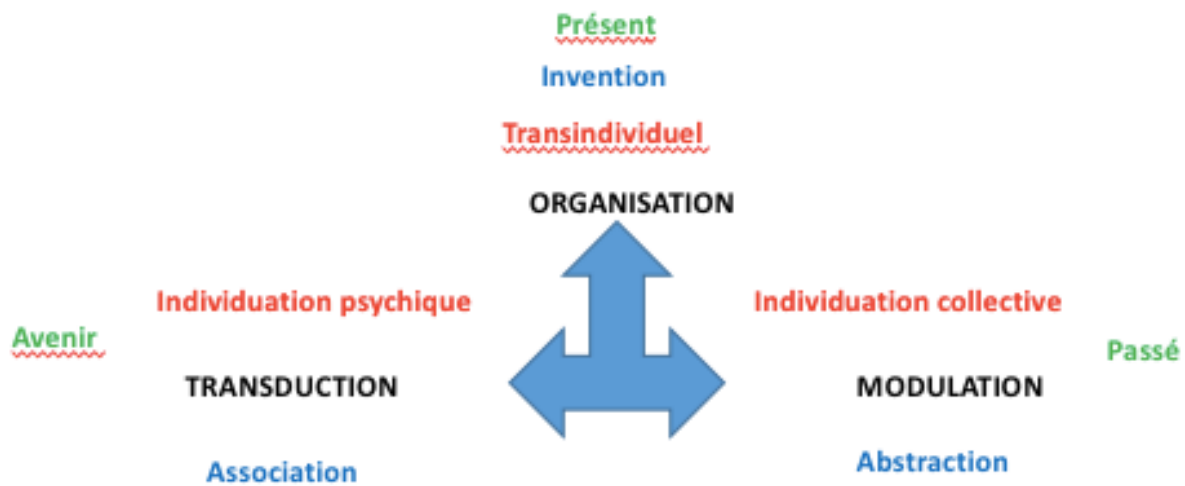 Présent
Invention
Transindividuel
ORGANISATION
Individuation psychique
Individuation collective
Avenir
Passé
TRANSDUCTION
MODULATION
Association
Abstraction